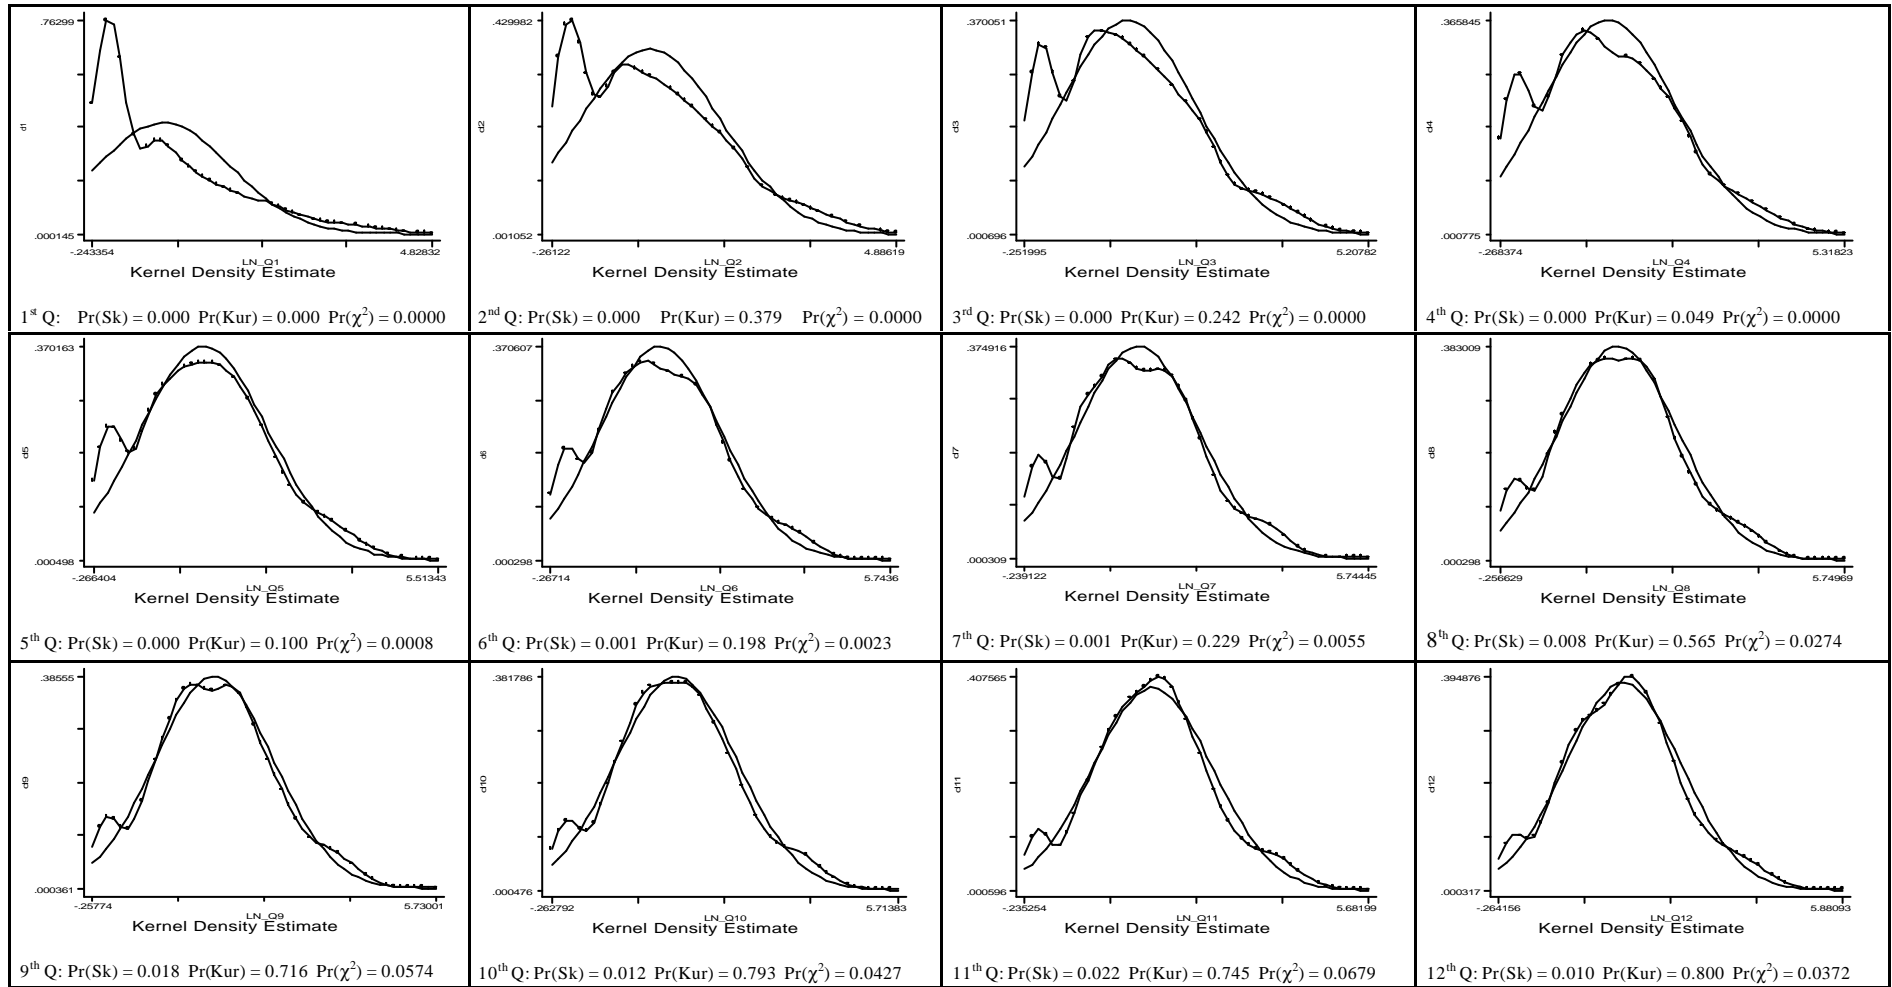 .76299
d1
.000145
-.243354
4.82832
LN_Q1
Kernel Density Estimate
1st Q: Pr(Sk) = 0.000 Pr(Kur) = 0.000 Pr(χ2) = 0.0000
.429982
d2
.001052
-.26122
4.88619
LN_Q2
Kernel Density Estimate
2nd Q: Pr(Sk) = 0.000 Pr(Kur) = 0.379 Pr(χ2) = 0.0000
.370051
d3
.000696
-.251995
5.20782
LN_Q3
Kernel Density Estimate
3rd Q: Pr(Sk) = 0.000 Pr(Kur) = 0.242 Pr(χ2) = 0.0000
.365845
d4
.000775
-.268374
5.31823
LN_Q4
Kernel Density Estimate
4th Q: Pr(Sk) = 0.000 Pr(Kur) = 0.049 Pr(χ2) = 0.0000
.370163
d5
.000498
-.266404
5.51343
LN_Q5
Kernel Density Estimate
5th Q: Pr(Sk) = 0.000 Pr(Kur) = 0.100 Pr(χ2) = 0.0008
.370607
d6
.000298
-.26714
5.7436
LN_Q6
Kernel Density Estimate
6th Q: Pr(Sk) = 0.001 Pr(Kur) = 0.198 Pr(χ2) = 0.0023
.374916
d7
.000309
-.239122
5.74445
LN_Q7
Kernel Density Estimate
7th Q: Pr(Sk) = 0.001 Pr(Kur) = 0.229 Pr(χ2) = 0.0055
.383009
d8
.000298
-.256629
5.74969
LN_Q8
Kernel Density Estimate
8th Q: Pr(Sk) = 0.008 Pr(Kur) = 0.565 Pr(χ2) = 0.0274
.38555
d9
.000361
-.25774
5.73001
LN_Q9
Kernel Density Estimate
9th Q: Pr(Sk) = 0.018 Pr(Kur) = 0.716 Pr(χ2) = 0.0574
.381786
d10
.000476
-.262792
5.71383
LN_Q10
Kernel Density Estimate
10th Q: Pr(Sk) = 0.012 Pr(Kur) = 0.793 Pr(χ2) = 0.0427
.407565
d11
.000596
-.235254
5.68199
LN_Q11
Kernel Density Estimate
11th Q: Pr(Sk) = 0.022 Pr(Kur) = 0.745 Pr(χ2) = 0.0679
.394876
d12
.000317
-.264156
5.88093
LN_Q12
Kernel Density Estimate
12th Q: Pr(Sk) = 0.010 Pr(Kur) = 0.800 Pr(χ2) = 0.0372